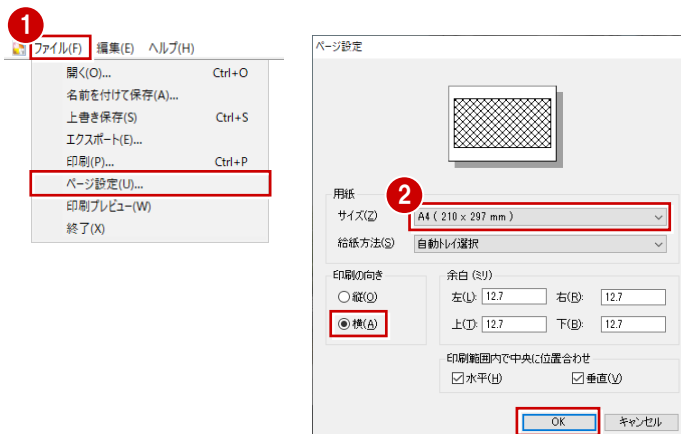 1
ファイル(F) 編集(E) ヘルプ(H)
開く(O)... Ctrl+O
名前を付けて保存(A)...
上書き保存(S) Ctrl+S
エクスポート(E)...
印刷(P)... Ctrl+P
ページ設定(U)...
印刷プレビュー(W)
終了(X)
ページ設定
用紙
2
サイズ(Z) A4 ( 210 x 297 mm )
給紙方法(S) 自動トレイ選択
印刷の向き
縦(O)
横(A)
余白 (ミリ)
左(L): 12.7 右(R): 12.7
上(T): 12.7 下(B): 12.7
印刷範囲内で中央に位置合わせ
水平(H) 垂直(V)
OK キャンセル